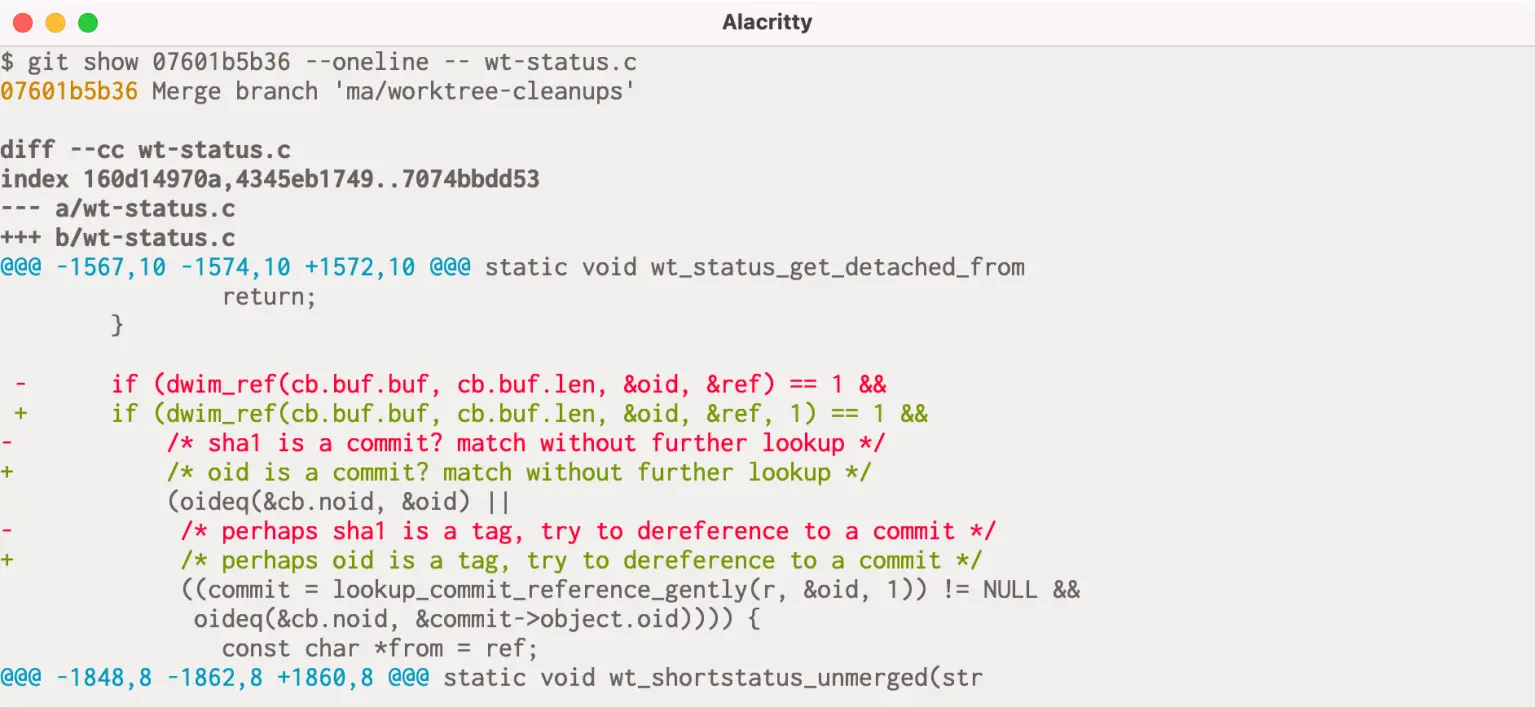 Alacritty
$ git show 07601b5b36 --oneline -- wt-status.c
07601b5b36 Merge branch 'ma/worktree-cleanups'

diff --cc wt-status.c
index 160d14970a,4345eb1749..7074bbdd53
--- a/wt-status.c
+++ b/wt-status.c
@@@ -1567,10 -1574,10 +1572,10 @@@ static void wt_status_get_detached_from
                return;
        }

 -      if (dwim_ref(cb.buf.buf, cb.buf.len, &oid, &ref) == 1 &&
 +      if (dwim_ref(cb.buf.buf, cb.buf.len, &oid, &ref, 1) == 1 &&
-           /* sha1 is a commit? match without further lookup */
+           /* oid is a commit? match without further lookup */
            (oideq(&cb.noid, &oid) ||
-            /* perhaps sha1 is a tag, try to dereference to a commit */
+            /* perhaps oid is a tag, try to dereference to a commit */
             ((commit = lookup_commit_reference_gently(r, &oid, 1)) != NULL &&
              oideq(&cb.noid, &commit->object.oid)))) {
                const char *from = ref;
@@@ -1848,8 -1862,8 +1860,8 @@@ static void wt_shortstatus_unmerged(str